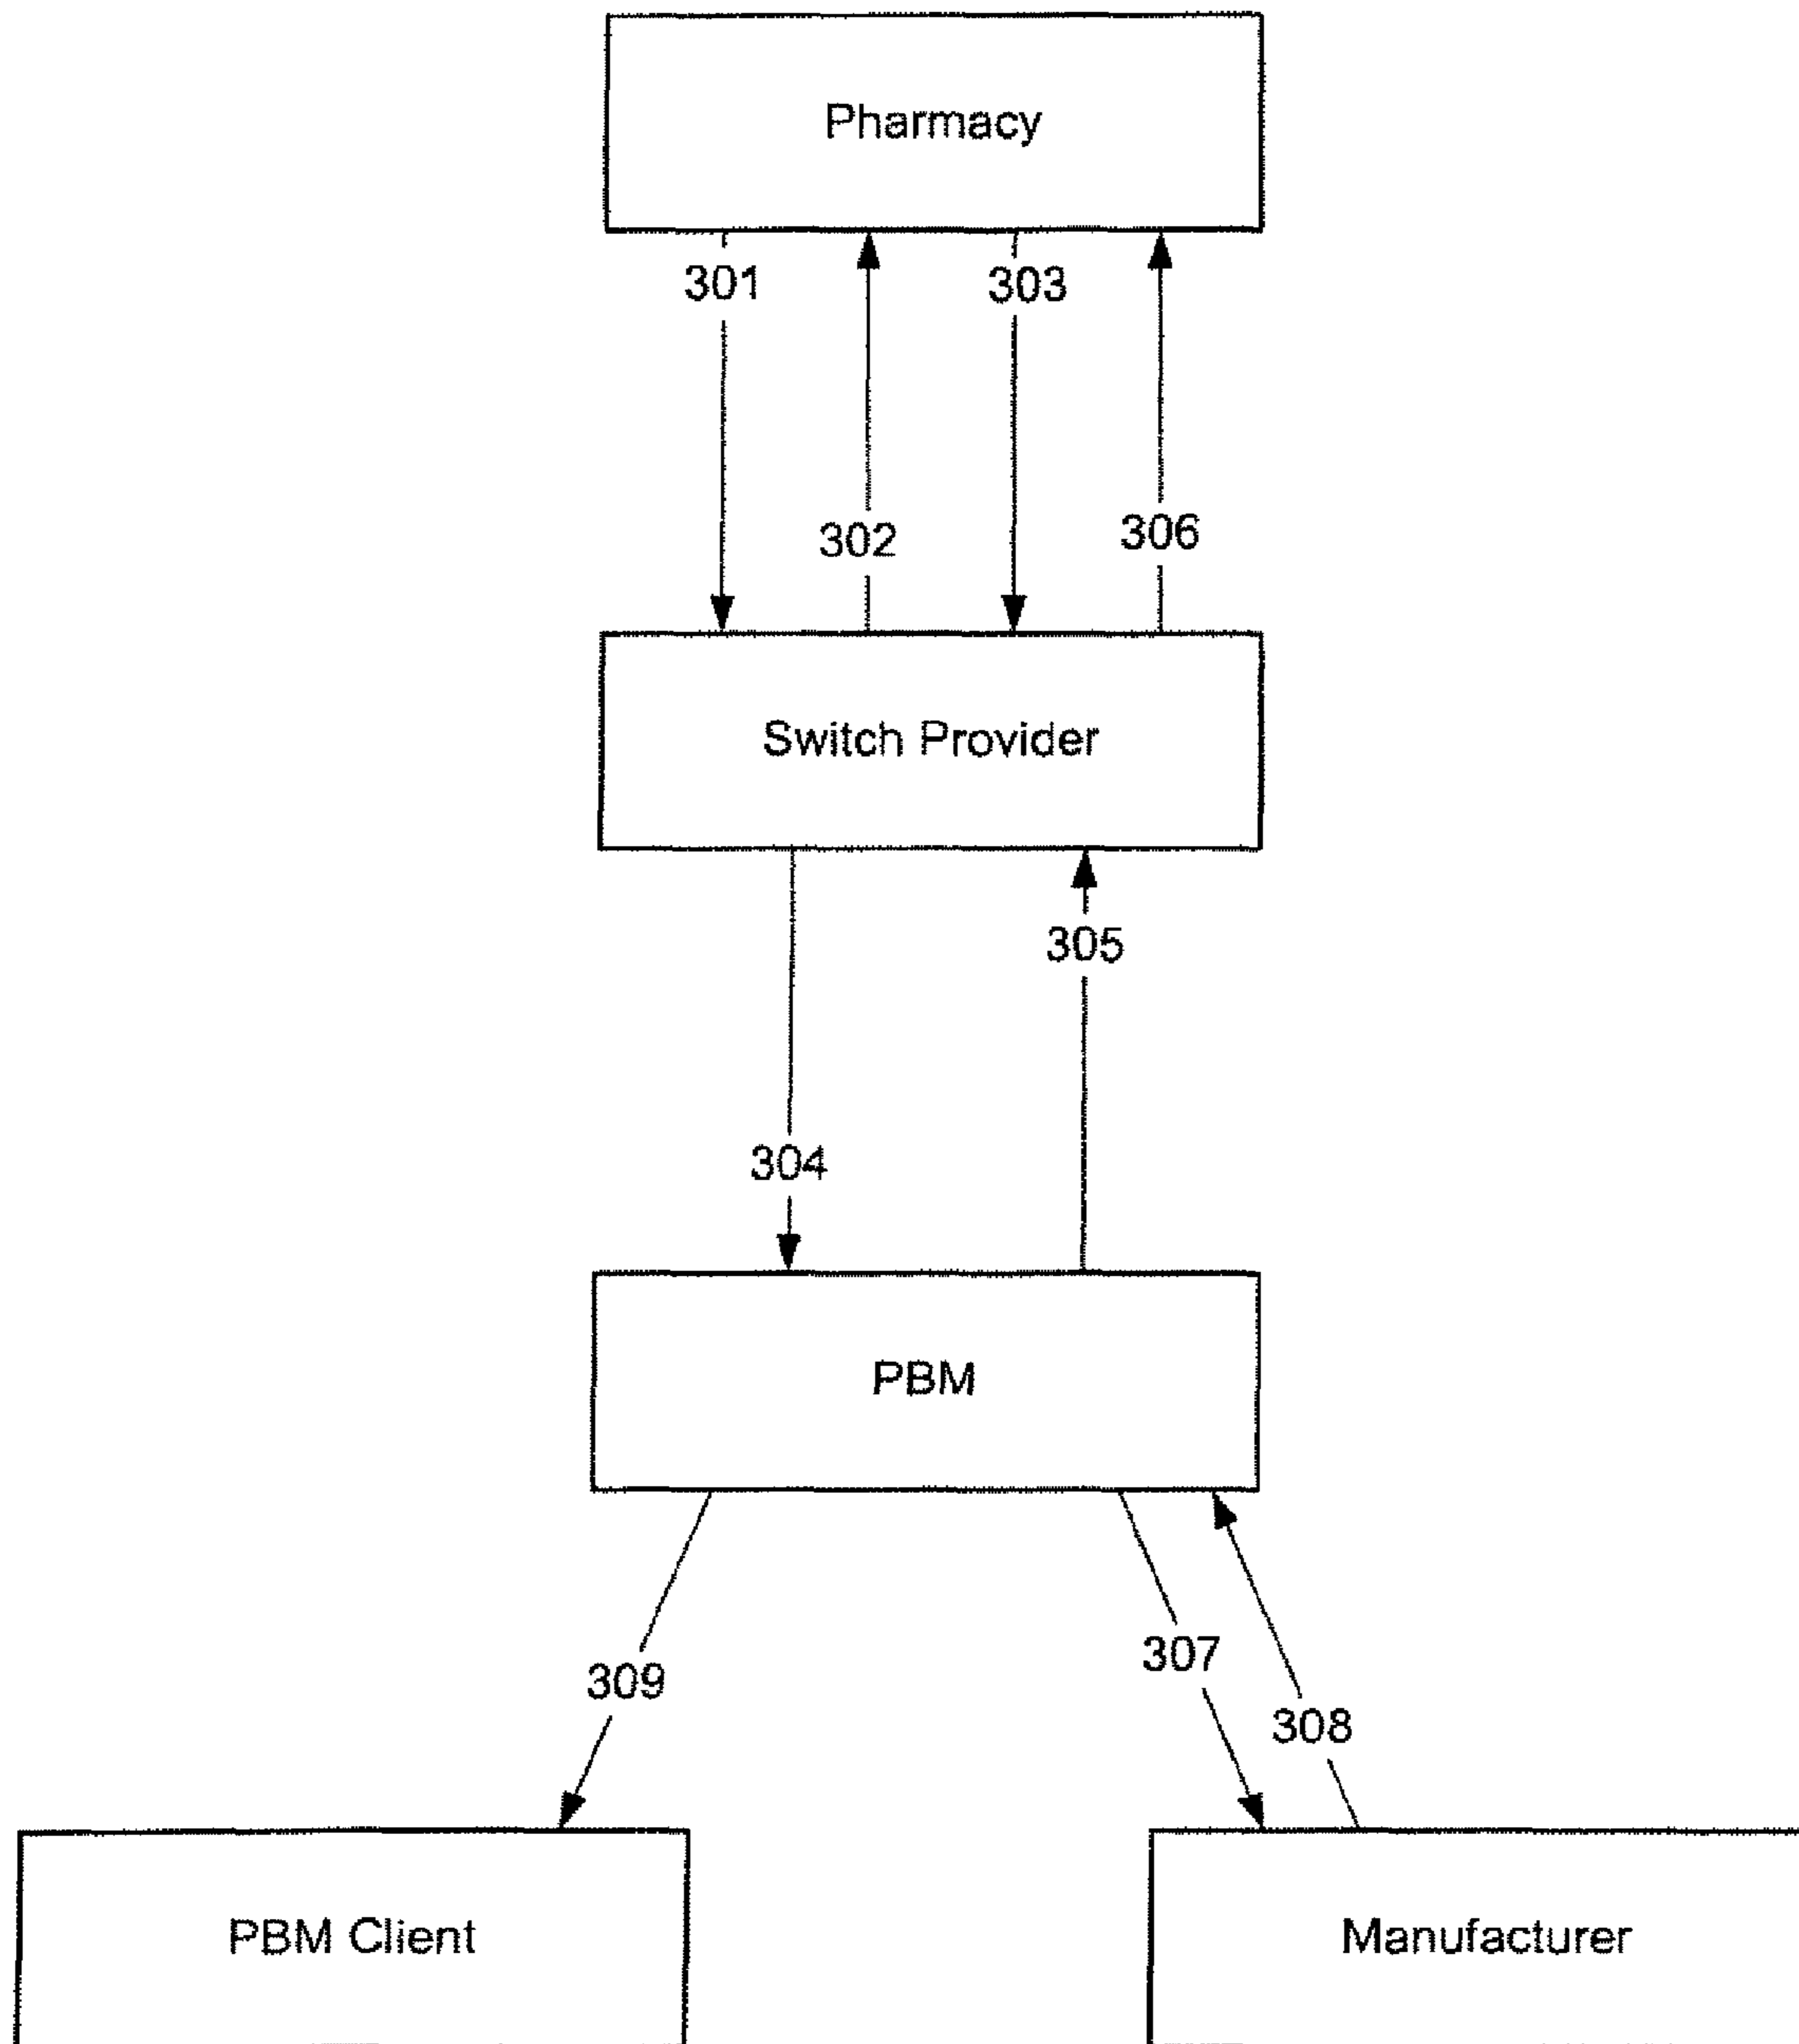 Pharmacy
301
303
302
306
Switch Provider
305
304
PBM
307
309
308
PBM Client
Manufacturer